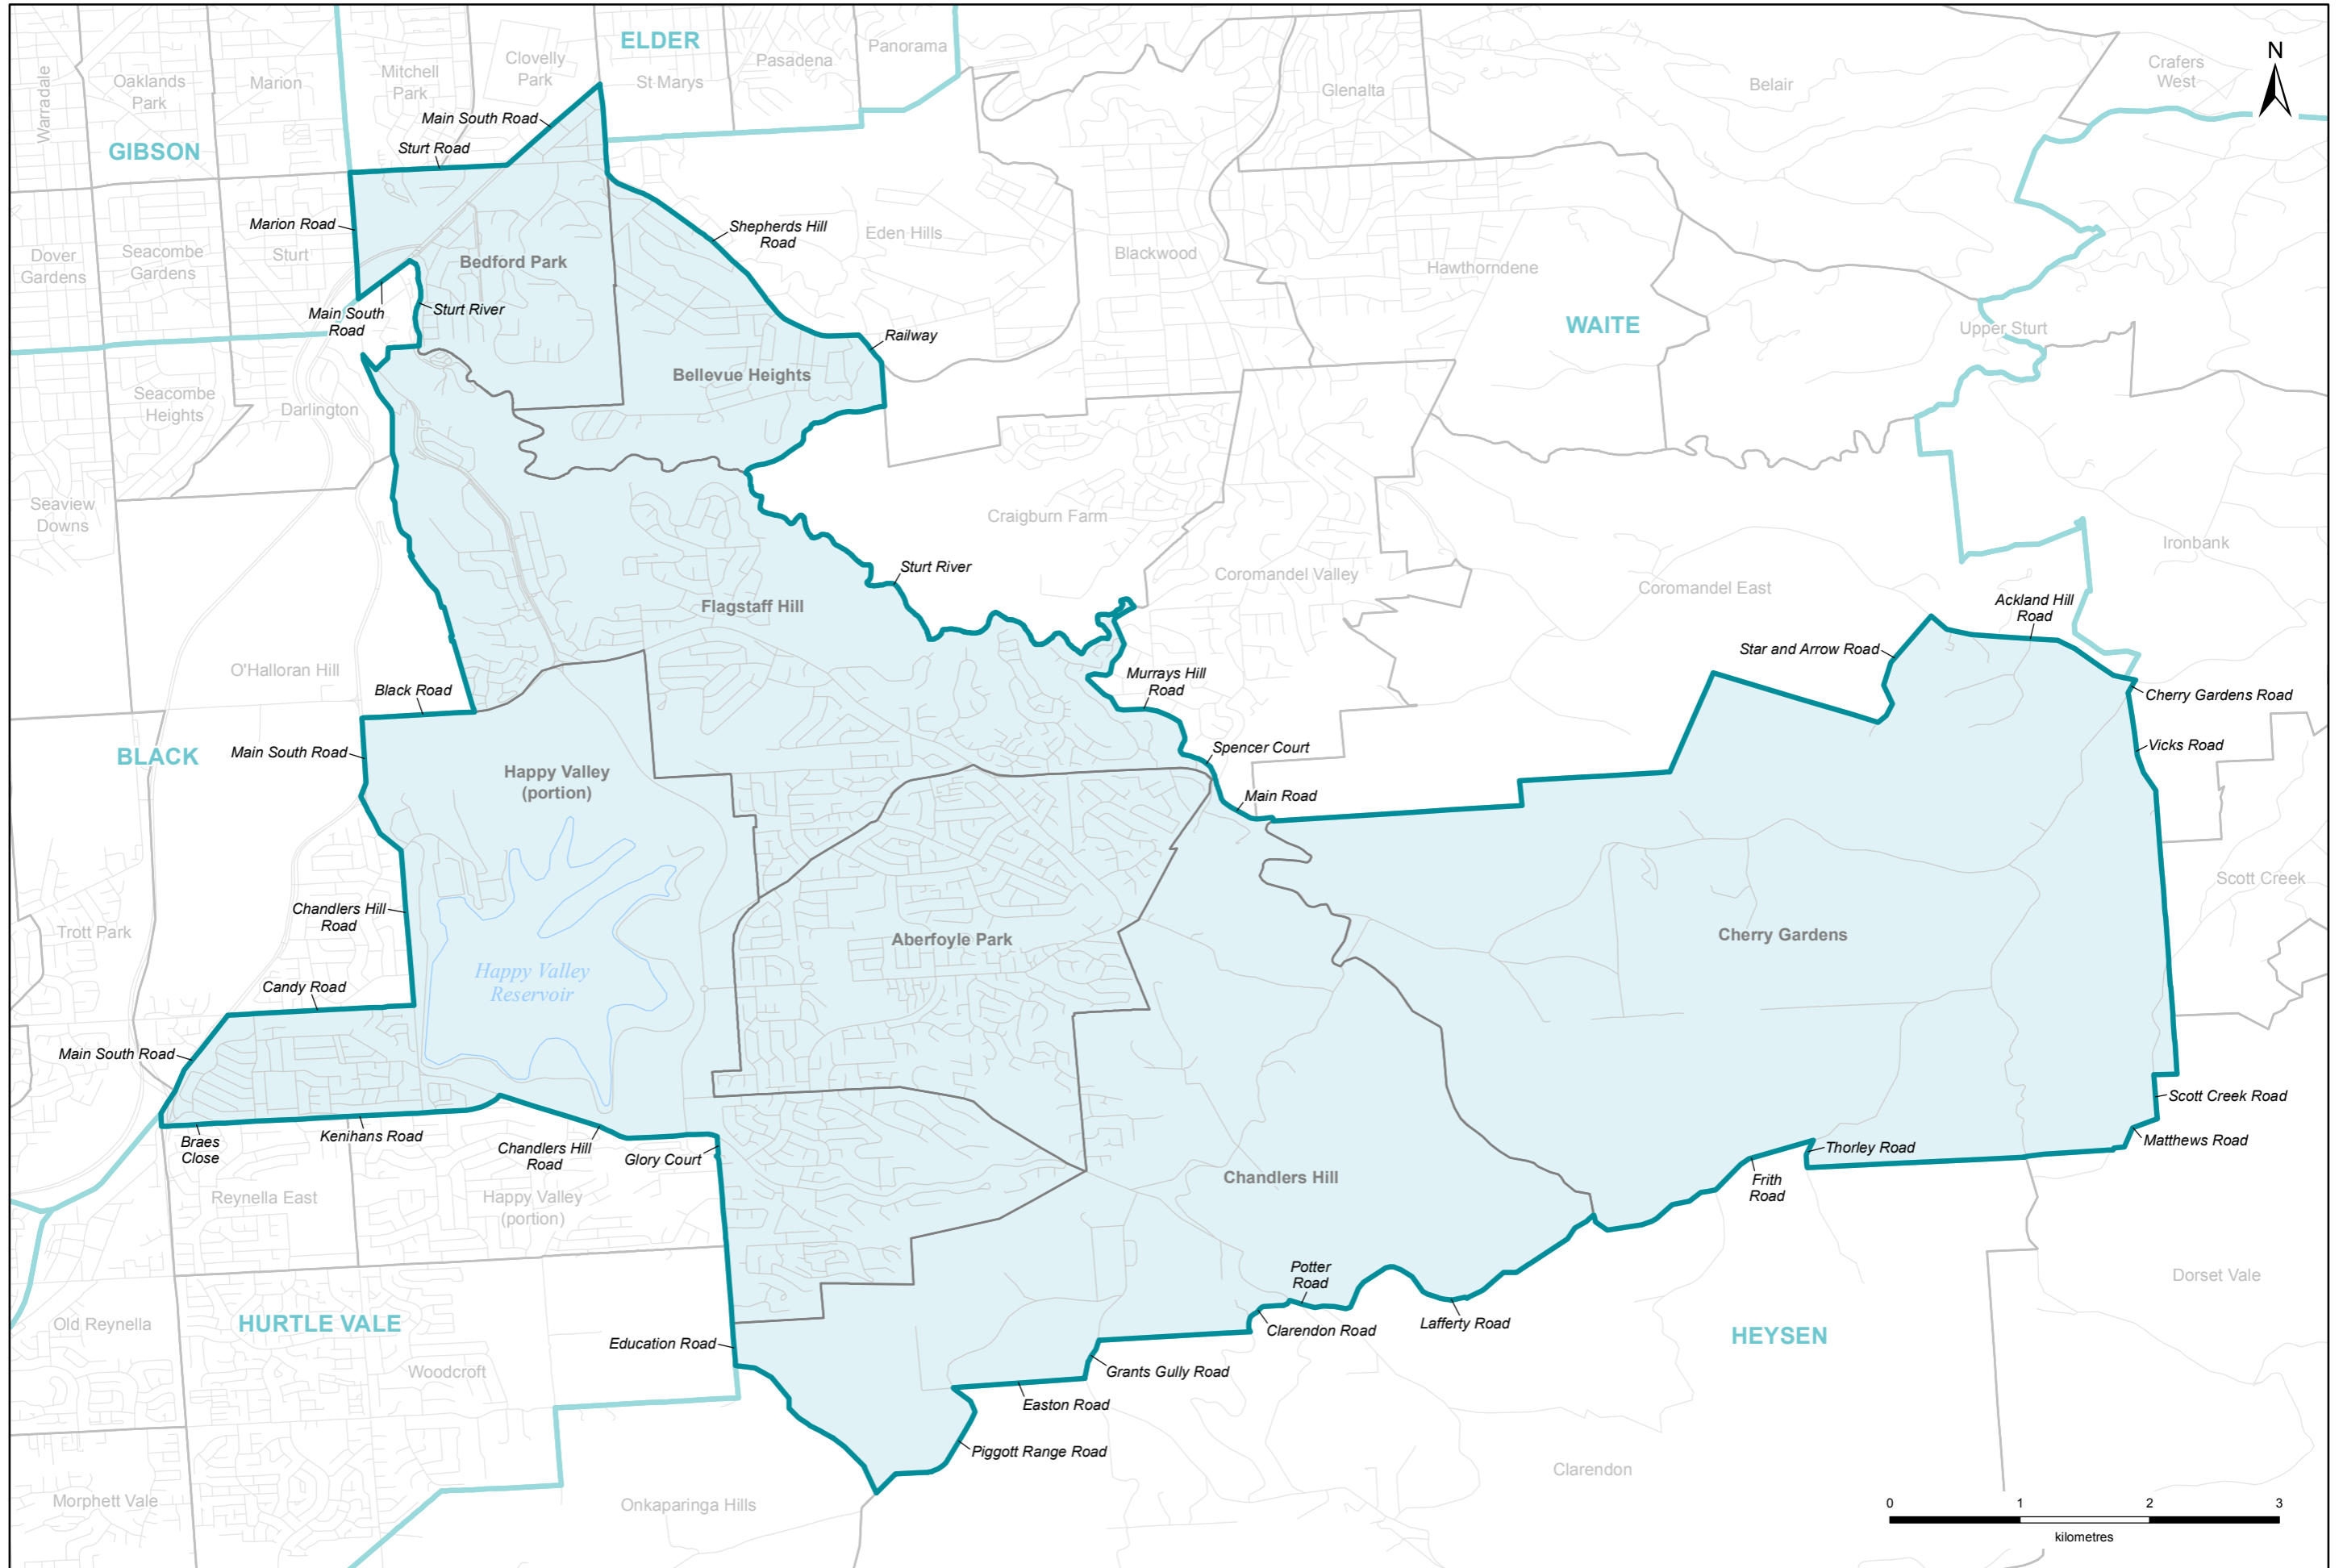 ELDER
Panorama
N
Clovelly
Park
Pasadena
Mitchell
Park
St Marys
Oaklands
Park
Marion
Warradale
Glenalta
Belair
Crafers
West
Main South Road
GIBSON
Sturt Road
Marion Road
Shepherds Hill
Road
Eden Hills
Dover
Gardens
Seacombe
Gardens
Sturt
Bedford Park
Blackwood
Hawthorndene
Main South
Road
Sturt River
Railway
WAITE
Upper Sturt
Bellevue Heights
Seacombe
Heights
Darlington
Seaview
Downs
Craigburn Farm
Ironbank
Sturt River
Coromandel Valley
Coromandel East
Flagstaff Hill
Ackland Hill
Road
Star and Arrow Road
O'Halloran Hill
Black Road
Murrays Hill
Road
Cherry Gardens Road
BLACK
Main South Road
Spencer Court
Vicks Road
Happy Valley
(portion)
Main Road
Scott Creek
Chandlers Hill
Road
Trott Park
Aberfoyle Park
Cherry Gardens
Happy Valley
Reservoir
Candy Road
Main South Road
Scott Creek Road
Braes
Close
Kenihans Road
Chandlers Hill
Road
Glory Court
Thorley Road
Matthews Road
Reynella East
Happy Valley
(portion)
Chandlers Hill
Frith
Road
Potter
Road
Dorset Vale
Old Reynella
HURTLE VALE
Education Road
Clarendon Road
Lafferty Road
HEYSEN
Woodcroft
Grants Gully Road
Easton Road
Piggott Range Road
Clarendon
Morphett Vale
Onkaparinga Hills
0 1 2 3
kilometres